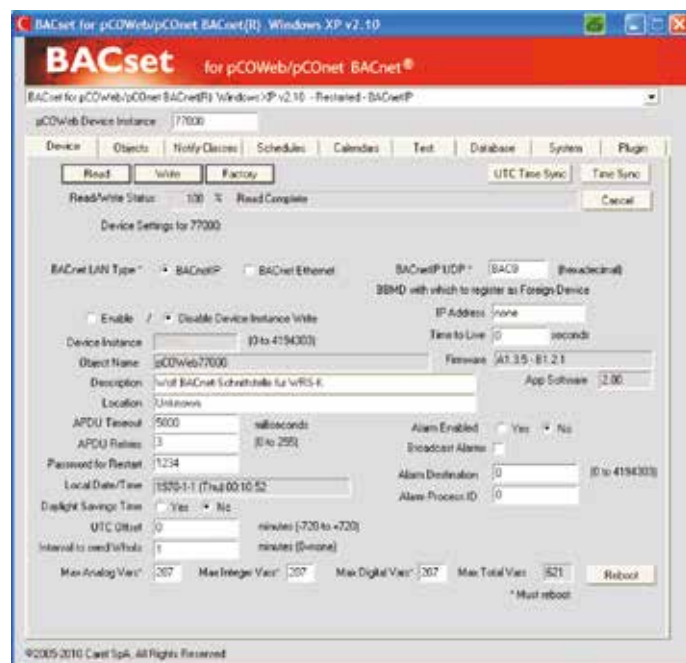 BACset for pCOWeb/pCOnet BACnet(R) Windows XP v2.10
BACset for pCOWeb/pCOnet BACnet®
BACset for pCOWeb/pCOnet BACnet(R) Windows XP v2.10 - Restarted - BACnetIP
pCOWeb Device Instance 77000
Device Objects Notify Classes Schedules Calendars Text Database System Plugin
Read Write Factory UTC Time Sync Time Sync
Read/Write Status 100 % Read Complete Cancel
Device Settings for 77000
BACnet LAN Type * BACnetIP BACnet Ethernet BACnetIP UDP * BAC0 (hexadecimal)
BBMD with which to register as Foreign Device
Enable / Disable Device Instance Write IP Address none
Device Instance (0 to 4194303) Time to Live 0 seconds
Object Name pCOWeb77000 Firmware A1.3.5 - B1.2.1
Description Wolf BACnet Schnittstelle für WRS-K App Software 2.00
Location Unknown
APDU Timeout 5000 milliseconds Alarm Enabled Yes No
APDU Retries 3 (0 to 255) Broadcast Alarms
Password for Restart 1234 Alarm Destination 0 (0 to 4194303)
Local Date/Time 1970-1-1 (Thu) 00:10:52 Alarm Process ID 0
Daylight Savings Time Yes No
UTC Offset 0 minutes (-720 to +720)
Interval to send WhoIs 1 minutes (0=none)
Max Analog Vars* 207 Max Integer Vars* 207 Max Digital Vars* 207 Max Total Vars 621 Reboot
* Must reboot
©2005-2010 Carel SpA, All Rights Reserved